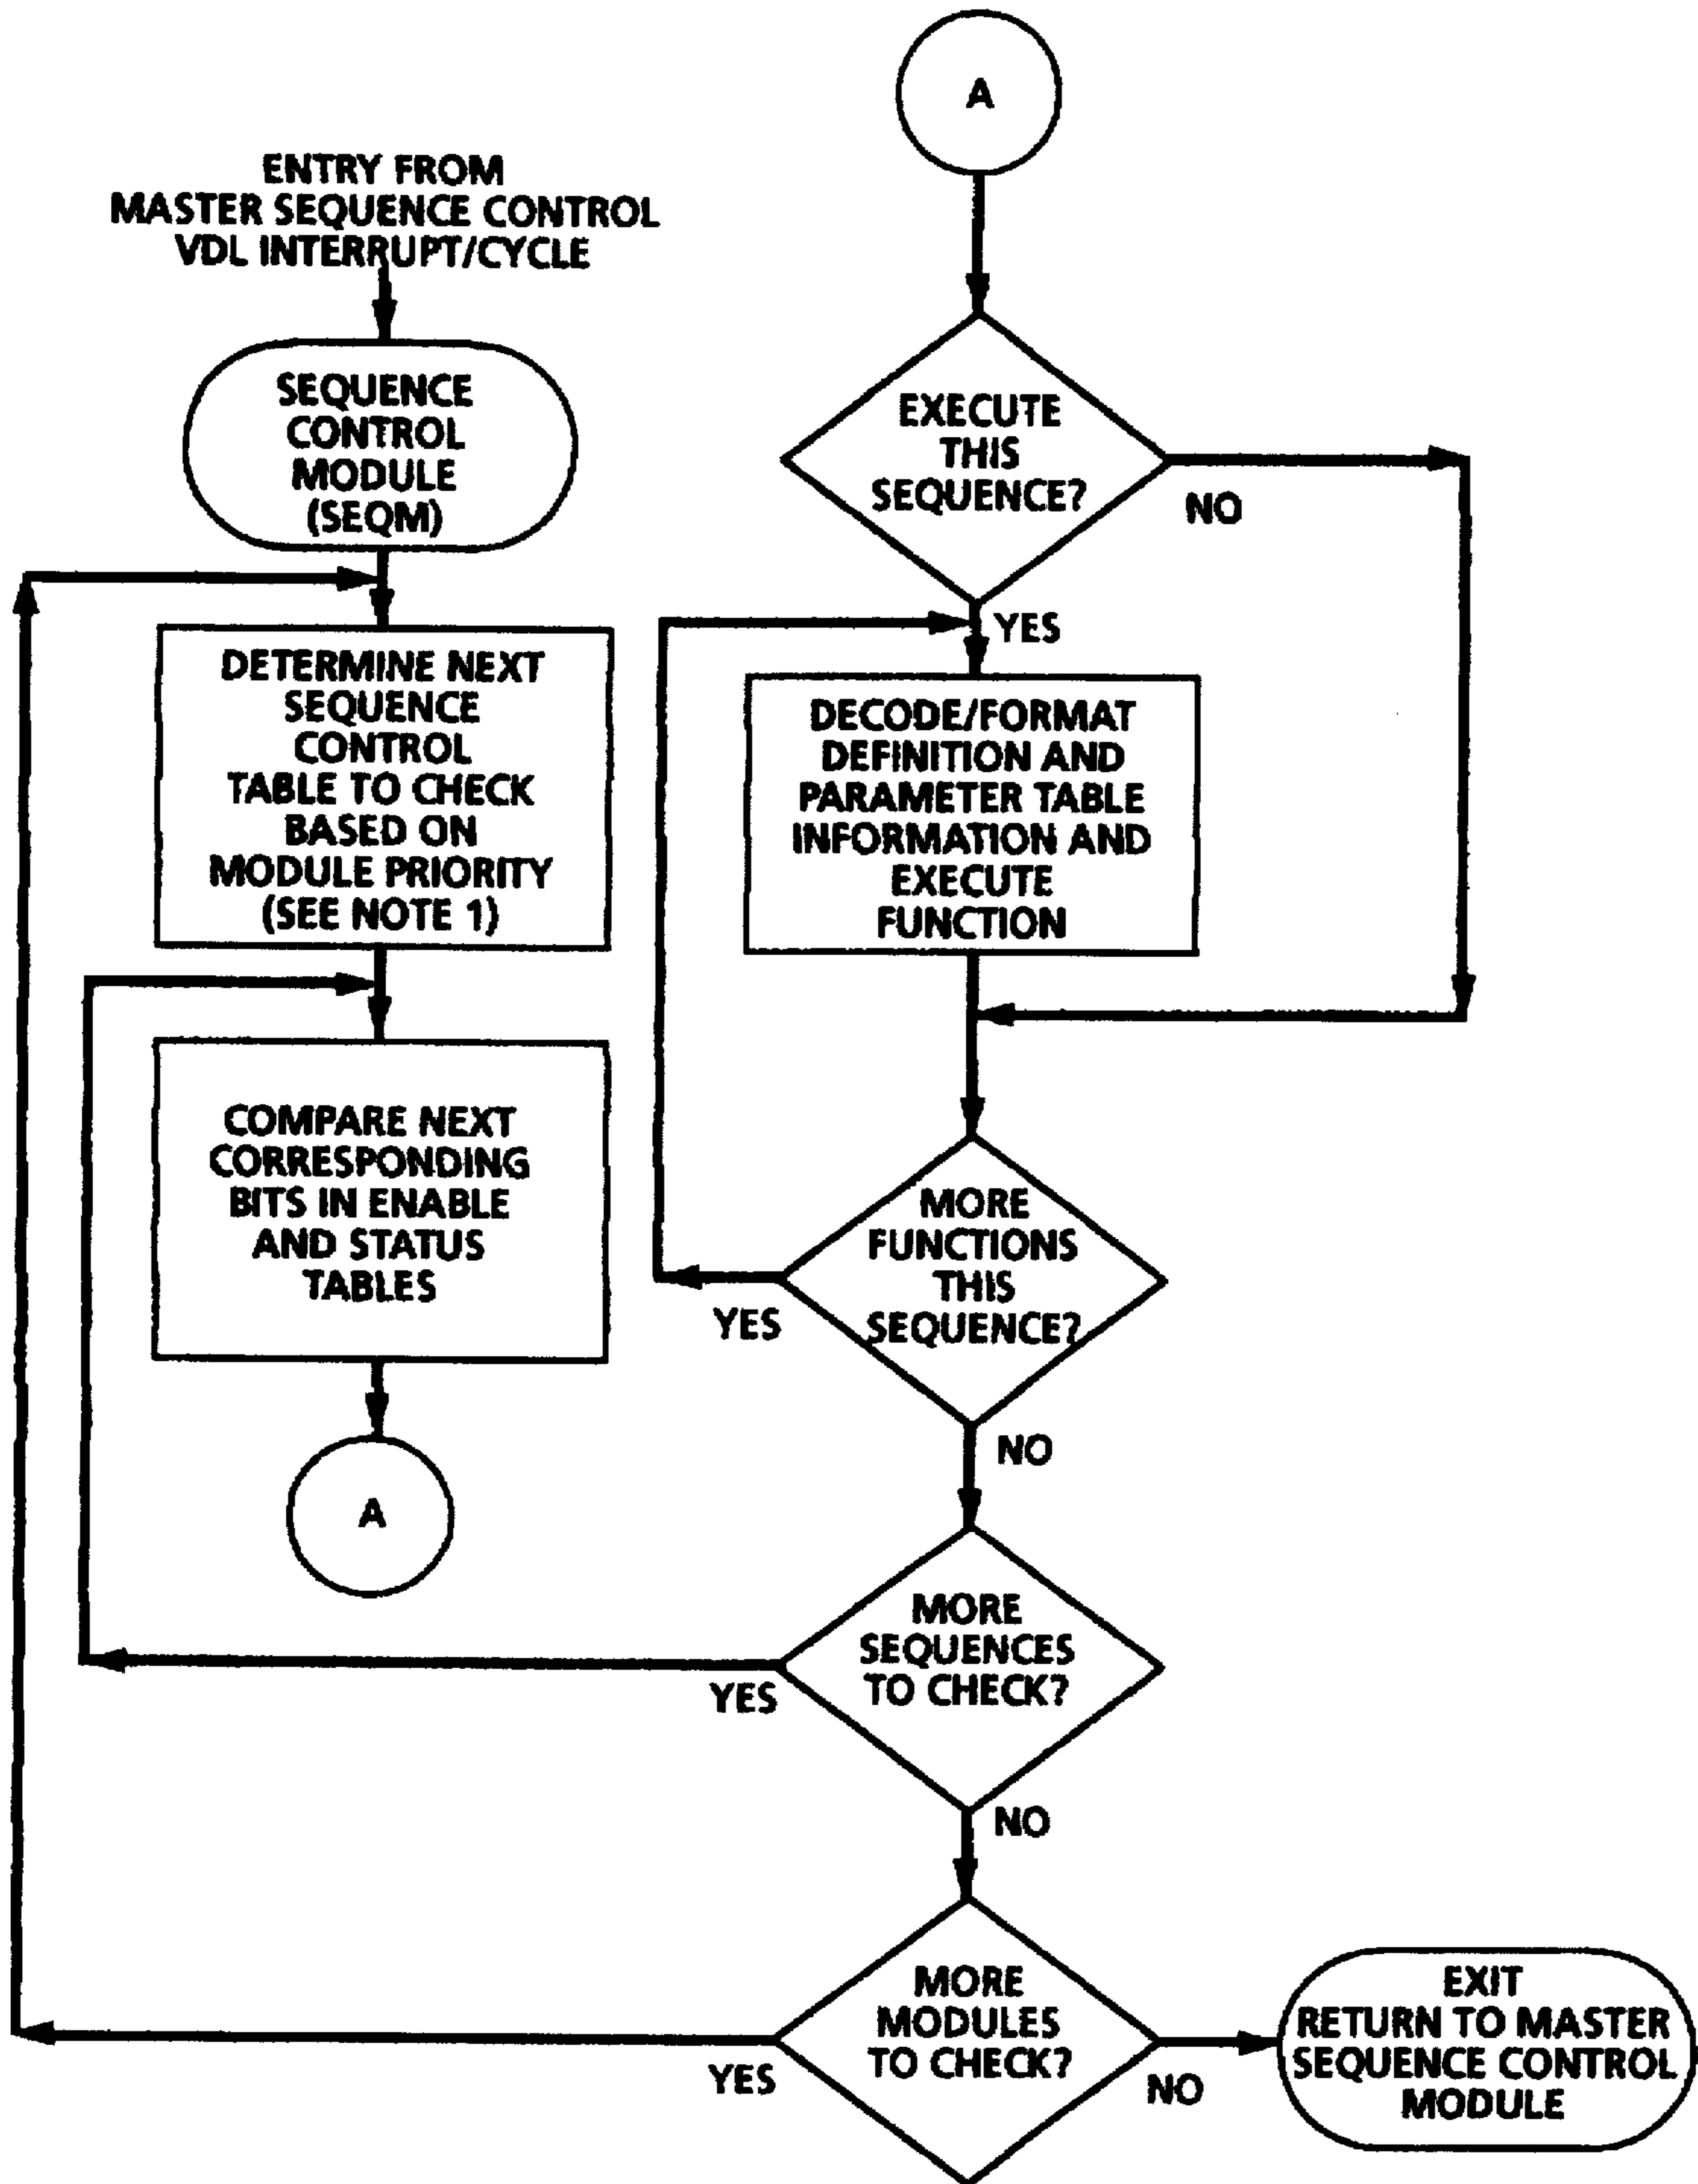 ENTRY FROM
MASTER SEQUENCE CONTROL
VDL INTERRUPT/CYCLE
SEQUENCE
CONTROL
MODULE
(SEQM)
DETERMINE NEXT
SEQUENCE
CONTROL
TABLE TO CHECK
BASED ON
MODULE PRIORITY
(SEE NOTE 1)
COMPARE NEXT
CORRESPONDING
BITS IN ENABLE
AND STATUS
TABLES
A
A
EXECUTE
THIS
SEQUENCE?
NO
YES
DECODE/FORMAT
DEFINITION AND
PARAMETER TABLE
INFORMATION AND
EXECUTE
FUNCTION
MORE
FUNCTIONS
THIS
SEQUENCE?
YES
NO
MORE
SEQUENCES
TO CHECK?
YES
NO
MORE
MODULES
TO CHECK?
YES
NO
EXIT
RETURN TO MASTER
SEQUENCE CONTROL
MODULE